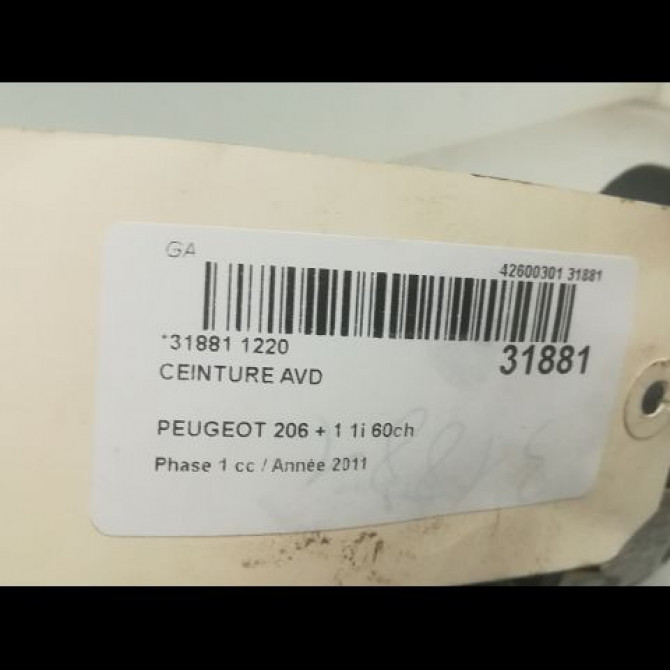 GA
42600301 31881
*31881 1220
31881
CEINTURE AVD
PEUGEOT 206 + 1 1i 60ch
Phase 1 cc / Année 2011